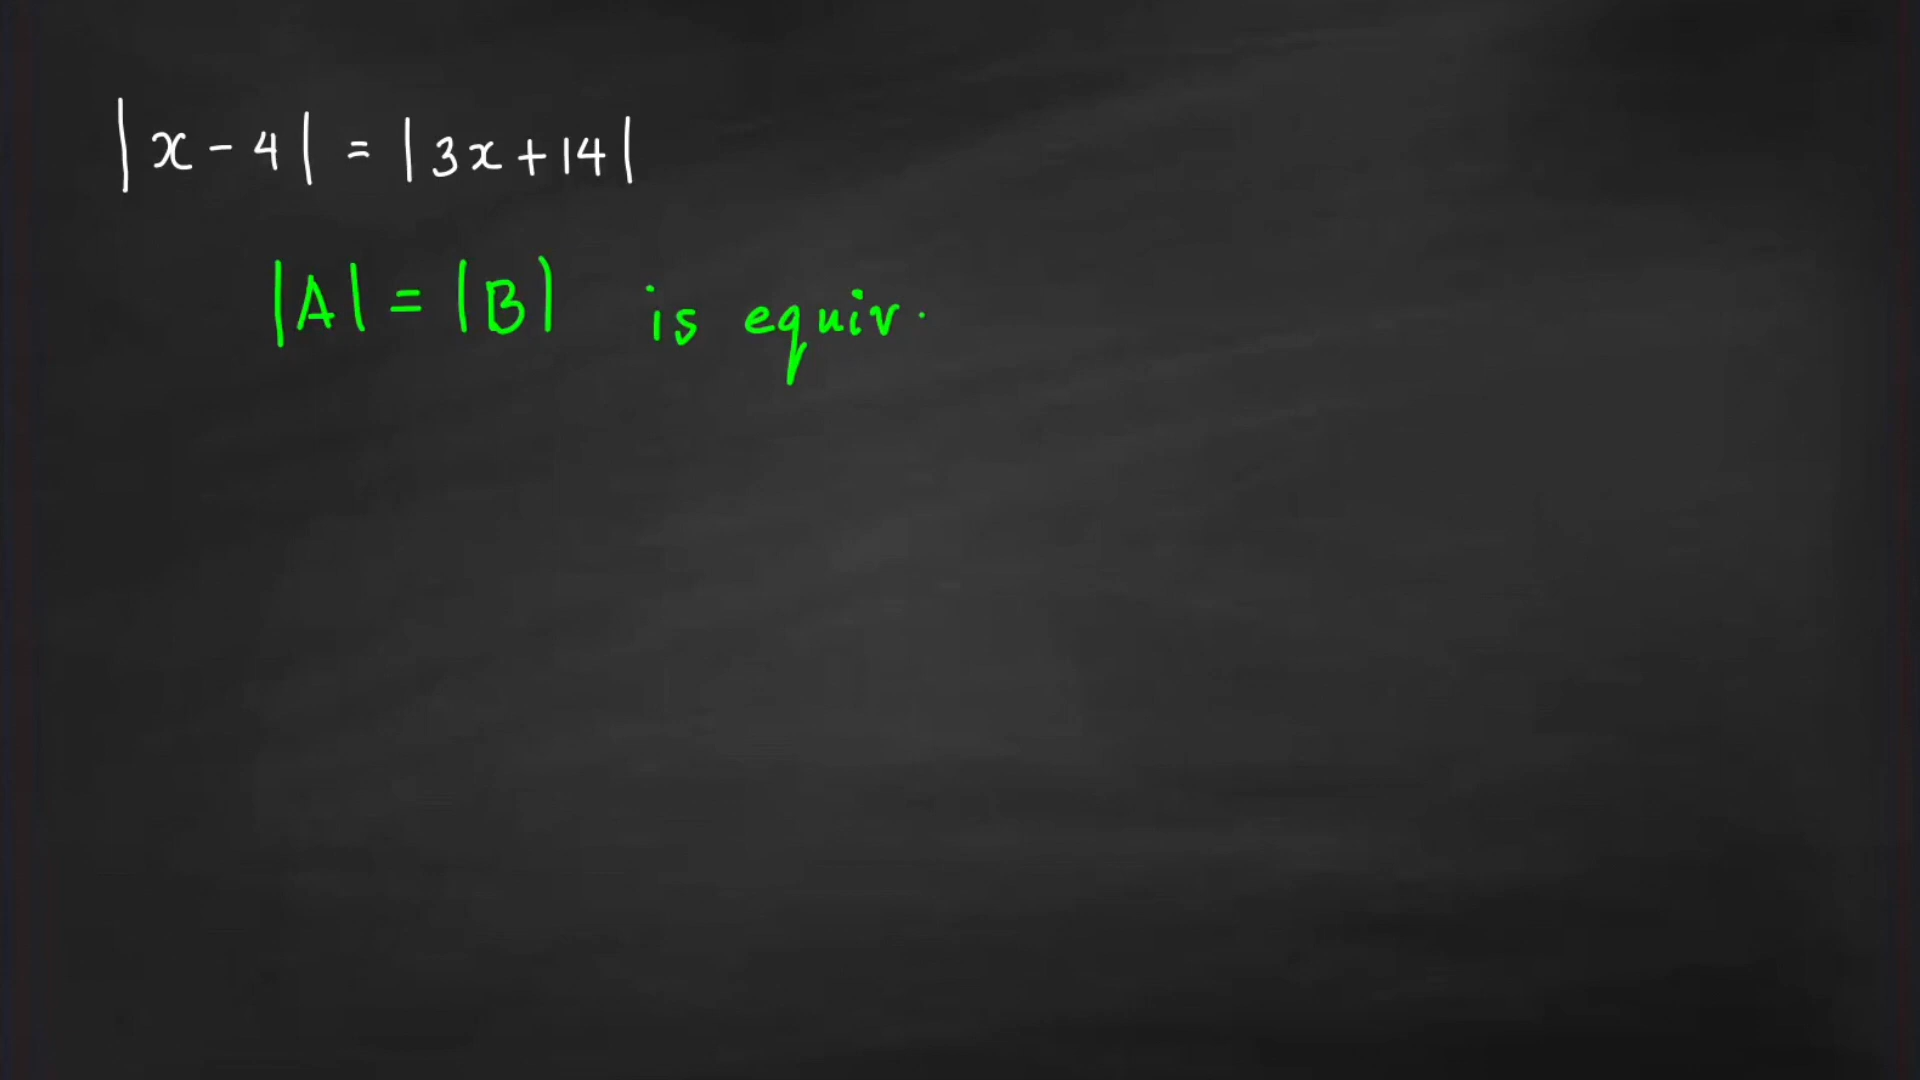 |x - 4| = |3x + 14|
|A| = |B| is equiv.